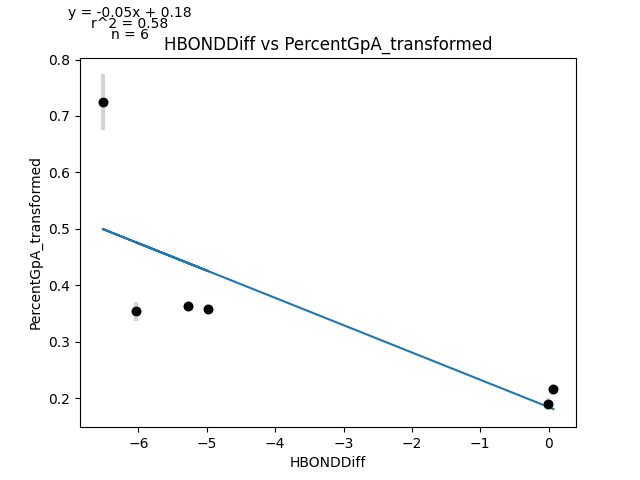 y = -0.05x + 0.18
r^2 = 0.58
n = 6
HBONDDiff vs PercentGpA_transformed
0.8
0.7
0.6
0.5
0.4
0.3
0.2
PercentGpA_transformed
−6
−5
−4
−3
−2
−1
0
HBONDDiff